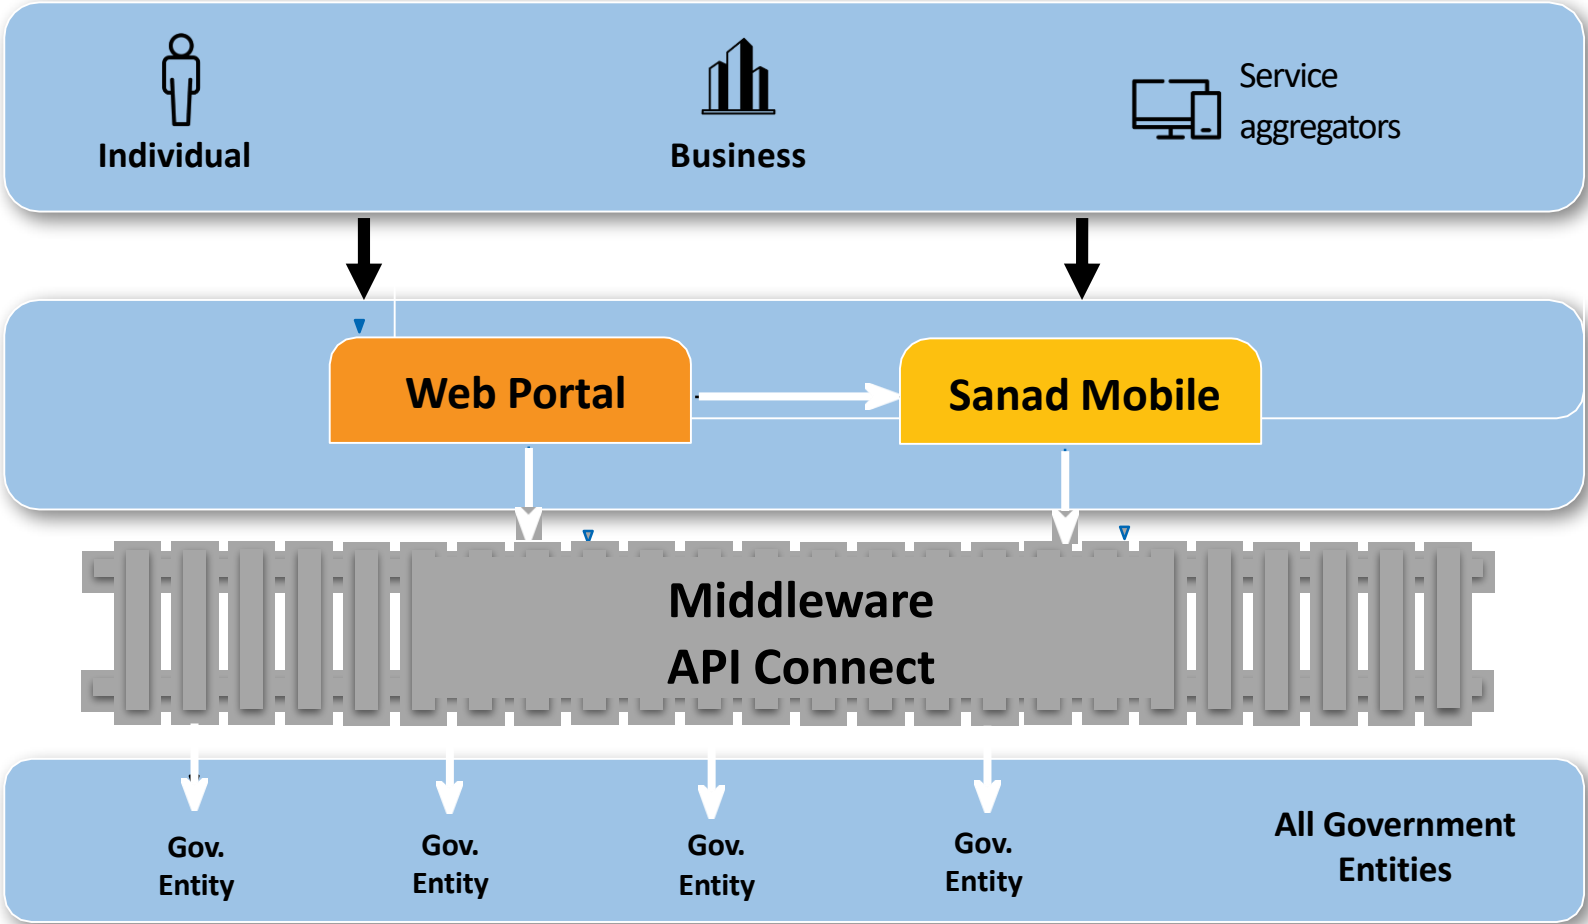 Individual
Business
Service
aggregators
Web Portal
Sanad Mobile
Middleware
API Connect
Gov.
Entity
Gov.
Entity
Gov.
Entity
Gov.
Entity
All Government
Entities